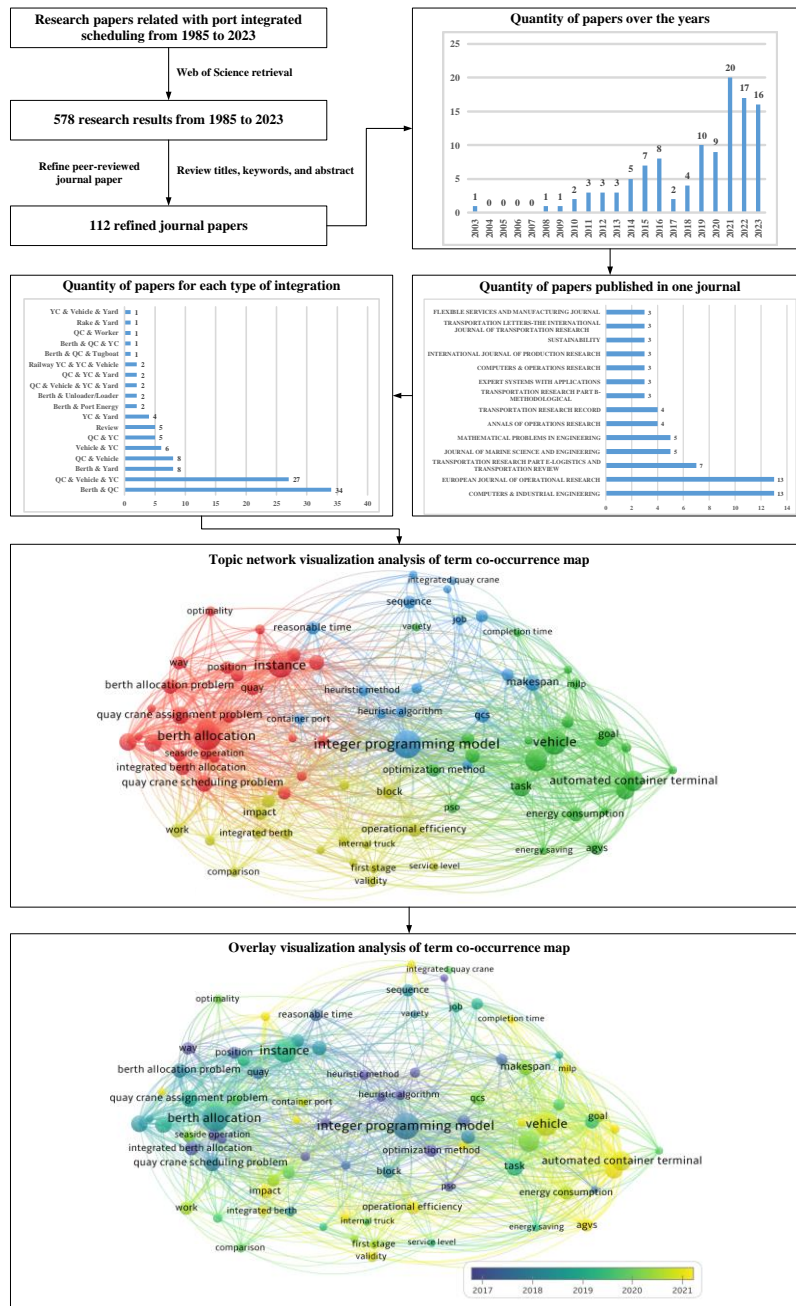 Research papers related with port integrated
scheduling from 1985 to 2023
Web of Science retrieval
578 research results from 1985 to 2023
Refine peer-reviewed
journal paper
Review titles, keywords, and abstract
112 refined journal papers
Quantity of papers over the years
25
20
15
10
5
0
1
0
0
0
0
1
1
2
3
3
3
5
7
8
2
4
10
9
20
17
16
2003
2004
2005
2006
2007
2008
2009
2010
2011
2012
2013
2014
2015
2016
2017
2018
2019
2020
2021
2022
2023
Quantity of papers for each type of integration
YC & Vehicle & Yard 1
Rake & Yard 1
QC & Worker 1
Berth & QC & YC 1
Berth & QC & Tugboat 1
Railway YC & YC & Vehicle 2
QC & YC & Yard 2
QC & Vehicle & YC & Yard 2
Berth & Unloader/Loader 2
Berth & Port Energy 2
YC & Yard 4
Review 5
QC & YC 5
Vehicle & YC 6
QC & Vehicle 8
Berth & Yard 8
QC & Vehicle & YC 27
Berth & QC 34
0 5 10 15 20 25 30 35 40
Quantity of papers published in one journal
FLEXIBLE SERVICES AND MANUFACTURING JOURNAL 3
TRANSPORTATION LETTERS-THE INTERNATIONAL
JOURNAL OF TRANSPORTATION RESEARCH 3
SUSTAINABILITY 3
INTERNATIONAL JOURNAL OF PRODUCTION RESEARCH 3
COMPUTERS & OPERATIONS RESEARCH 3
EXPERT SYSTEMS WITH APPLICATIONS 3
TRANSPORTATION RESEARCH PART B-
METHODOLOGICAL 3
TRANSPORTATION RESEARCH RECORD 4
ANNALS OF OPERATIONS RESEARCH 4
MATHEMATICAL PROBLEMS IN ENGINEERING 5
JOURNAL OF MARINE SCIENCE AND ENGINEERING 5
TRANSPORTATION RESEARCH PART E-LOGISTICS AND
TRANSPORTATION REVIEW 7
EUROPEAN JOURNAL OF OPERATIONAL RESEARCH 13
COMPUTERS & INDUSTRIAL ENGINEERING 13
0 2 4 6 8 10 12 14
Topic network visualization analysis of term co-occurrence map
integrated quay crane
sequence
optimality
reasonable time
variety
job
completion time
way
position
instance
berth allocation problem
quay
heuristic method
makespan
milp
quay crane assignment problem
container port
heuristic algorithm
qcs
goal
berth allocation
integer programming model
vehicle
seaside operation
integrated berth allocation
optimization method
automated container terminal
quay crane scheduling problem
block
task
impact
pso
energy consumption
work
integrated berth
operational efficiency
internal truck
energy saving
agvs
comparison
first stage
service level
validity
Overlay visualization analysis of term co-occurrence map
integrated quay crane
sequence
optimality
reasonable time
variety
job
completion time
way
position
instance
berth allocation problem
quay
heuristic method
makespan
milp
quay crane assignment problem
container port
heuristic algorithm
qcs
goal
berth allocation
integer programming model
vehicle
seaside operation
integrated berth allocation
optimization method
automated container terminal
quay crane scheduling problem
block
task
impact
pso
energy consumption
work
integrated berth
operational efficiency
internal truck
energy saving
agvs
comparison
first stage
service level
validity
2017 2018 2019 2020 2021